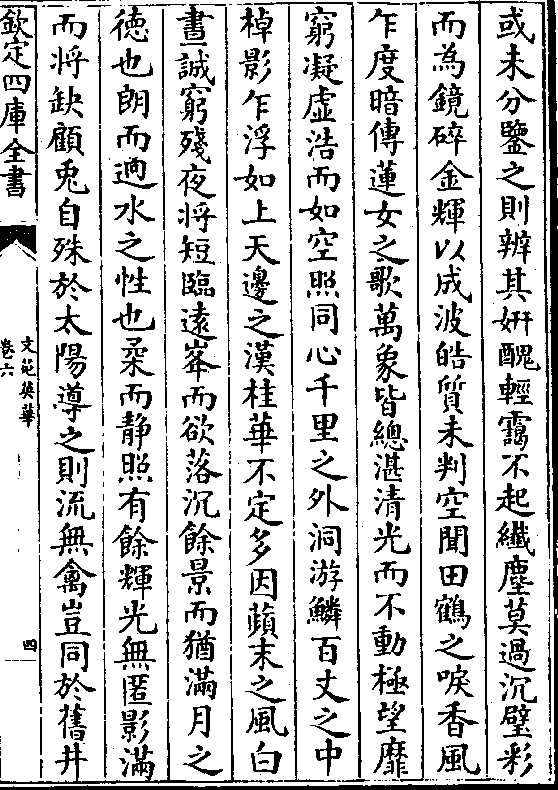 或未分鑒之則辨其妍醜輕靄不起纎塵莫過沉璧彩
而為鏡碎金輝以成波皓質未判空聞田鶴之唳香風
乍度暗傳蓮女之歌萬象皆總湛清光而不動極望靡
窮凝虛浩而如空照同心千里之外洞游鱗百丈之中
棹影乍浮如上天邊之漢桂華不定多因蘋末之風白
晝誠窮殘夜将短臨遠峯而欲落沉餘景而猶滿月之
徳也朗而迥水之性也柔而静照有餘輝光無匿影滿
而将缺顧兎自殊於太陽導之則流無禽豈同於舊井
欽定四庫全書
文苑英華
卷六
四